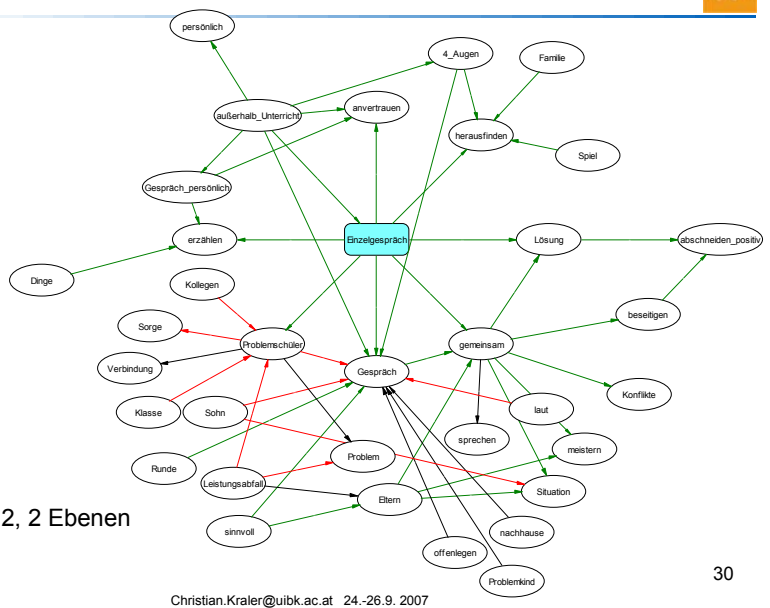 persönlich
4_Augen
Familie
außerhalb_Unterricht
anvertrauen
herausfinden
Spiel
Gespräch_persönlich
erzählen
Einzelgespräch
Lösung
abschneiden_positiv
Dinge
Kollegen
beseitigen
Sorge
Problemschüler
gemeinsam
Verbindung
Gespräch
Konflikte
Klasse
Sohn
laut
sprechen
meistern
Runde
Problem
Leistungsabfall
Situation
Eltern
2, 2 Ebenen
sinnvoll
nachhause
offenlegen
Problemkind
30
Christian.Kraler@uibk.ac.at 24.-26.9. 2007